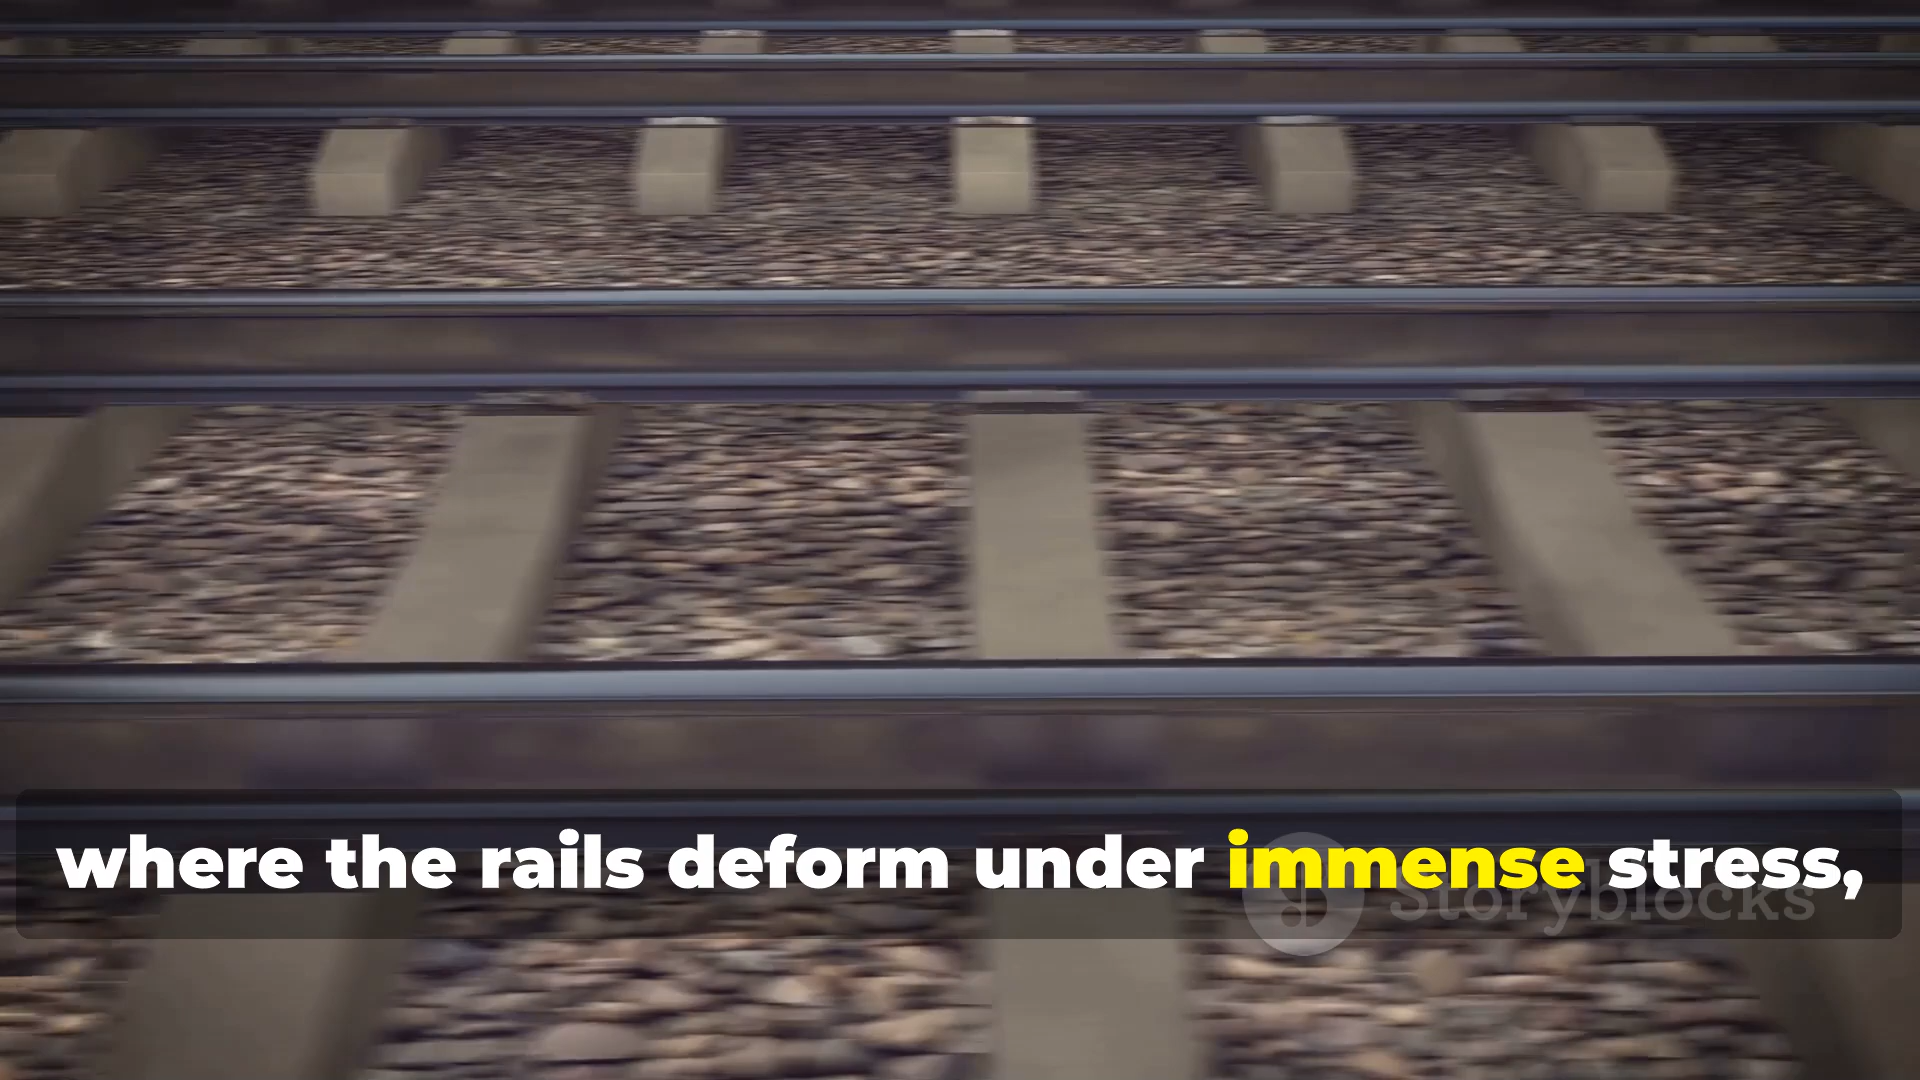 where the rails deform under immense stress,
Storyblocks